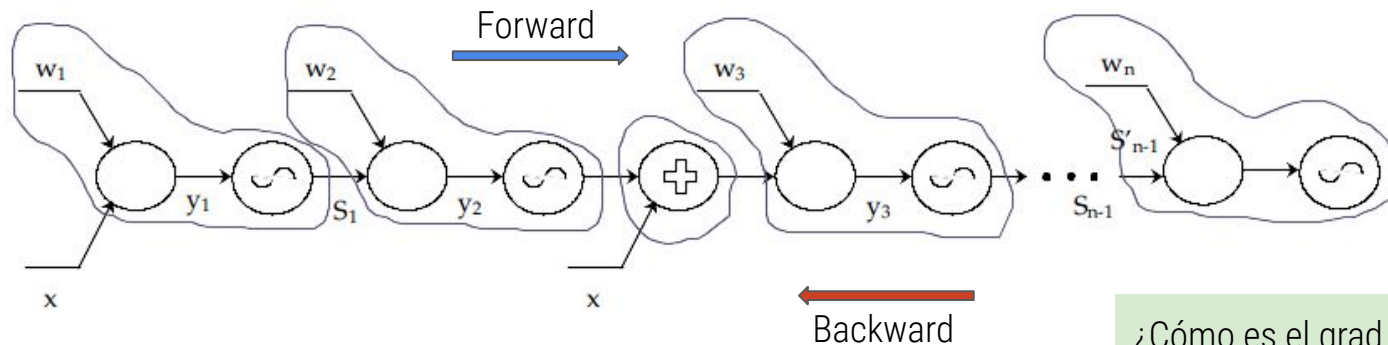 Forward
w1
w2
w3
wn
S'n-1
y1
S1
y2
y3
Sn-1
x
x
Backward
¿Cómo es el grad